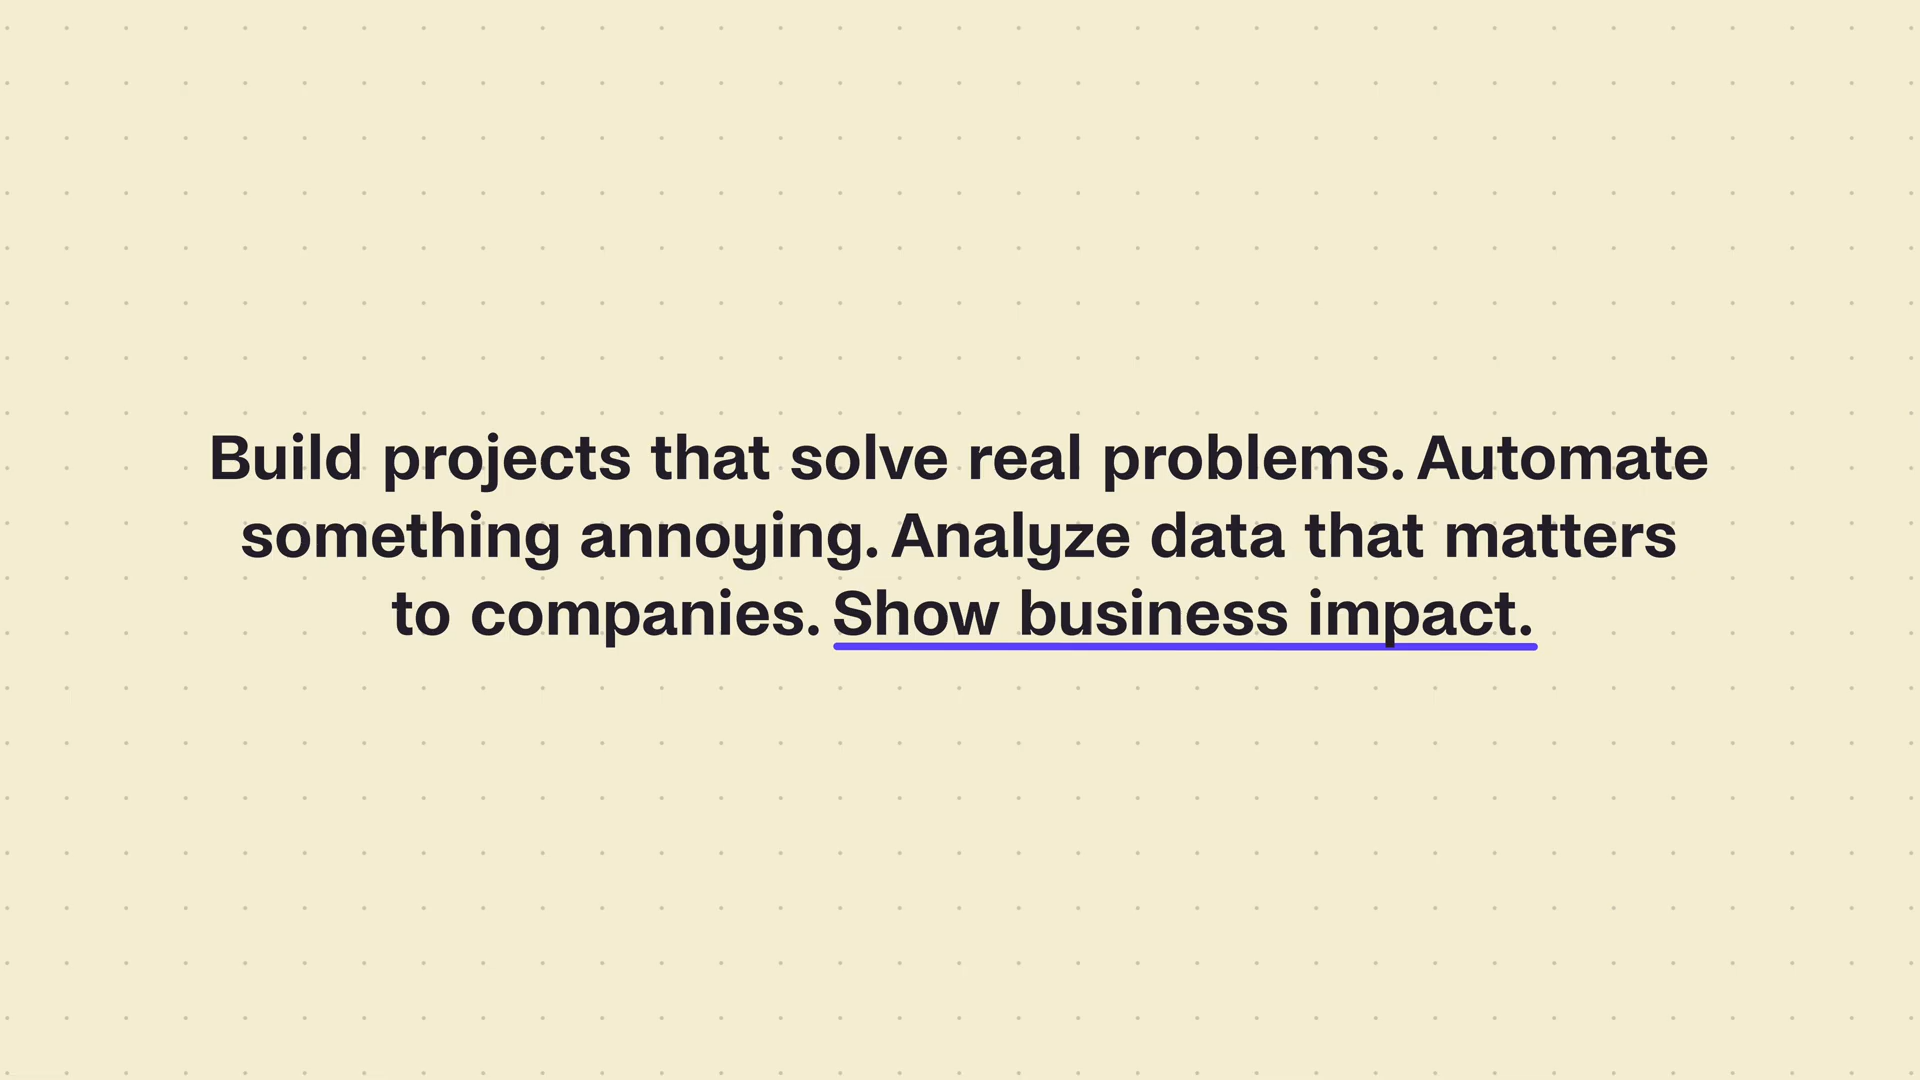 Build projects that solve real problems. Automate
something annoying. Analyze data that matters
to companies. Show business impact.